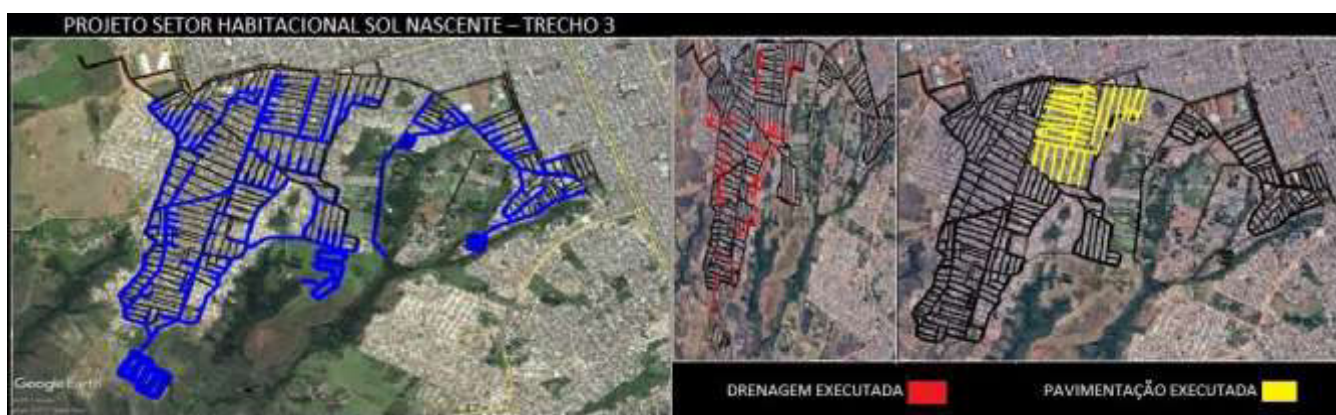 PROJETO SETOR HABITACIONAL SOL NASCENTE – TRECHO 3
Google Earth
DRENAGEM EXECUTADA
PAVIMENTAÇÃO EXECUTADA